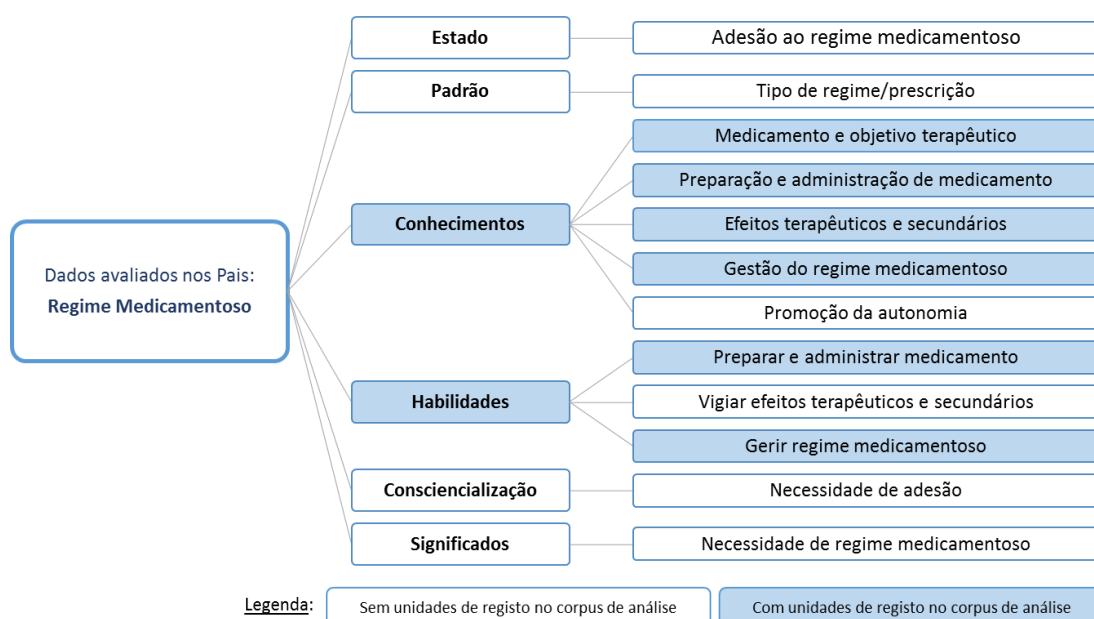 Dados avaliados nos Pais:
Regime Medicamentoso
Estado
Adesão ao regime medicamentoso
Padrão
Tipo de regime/prescrição
Conhecimentos
Medicamento e objetivo terapêutico
Preparação e administração de medicamento
Efeitos terapêuticos e secundários
Gestão do regime medicamentoso
Promoção da autonomia
Habilidades
Preparar e administrar medicamento
Vigiar efeitos terapêuticos e secundários
Gerir regime medicamentoso
Consciencialização
Necessidade de adesão
Significados
Necessidade de regime medicamentoso
Legenda:
Sem unidades de registo no corpus de análise
Com unidades de registo no corpus de análise